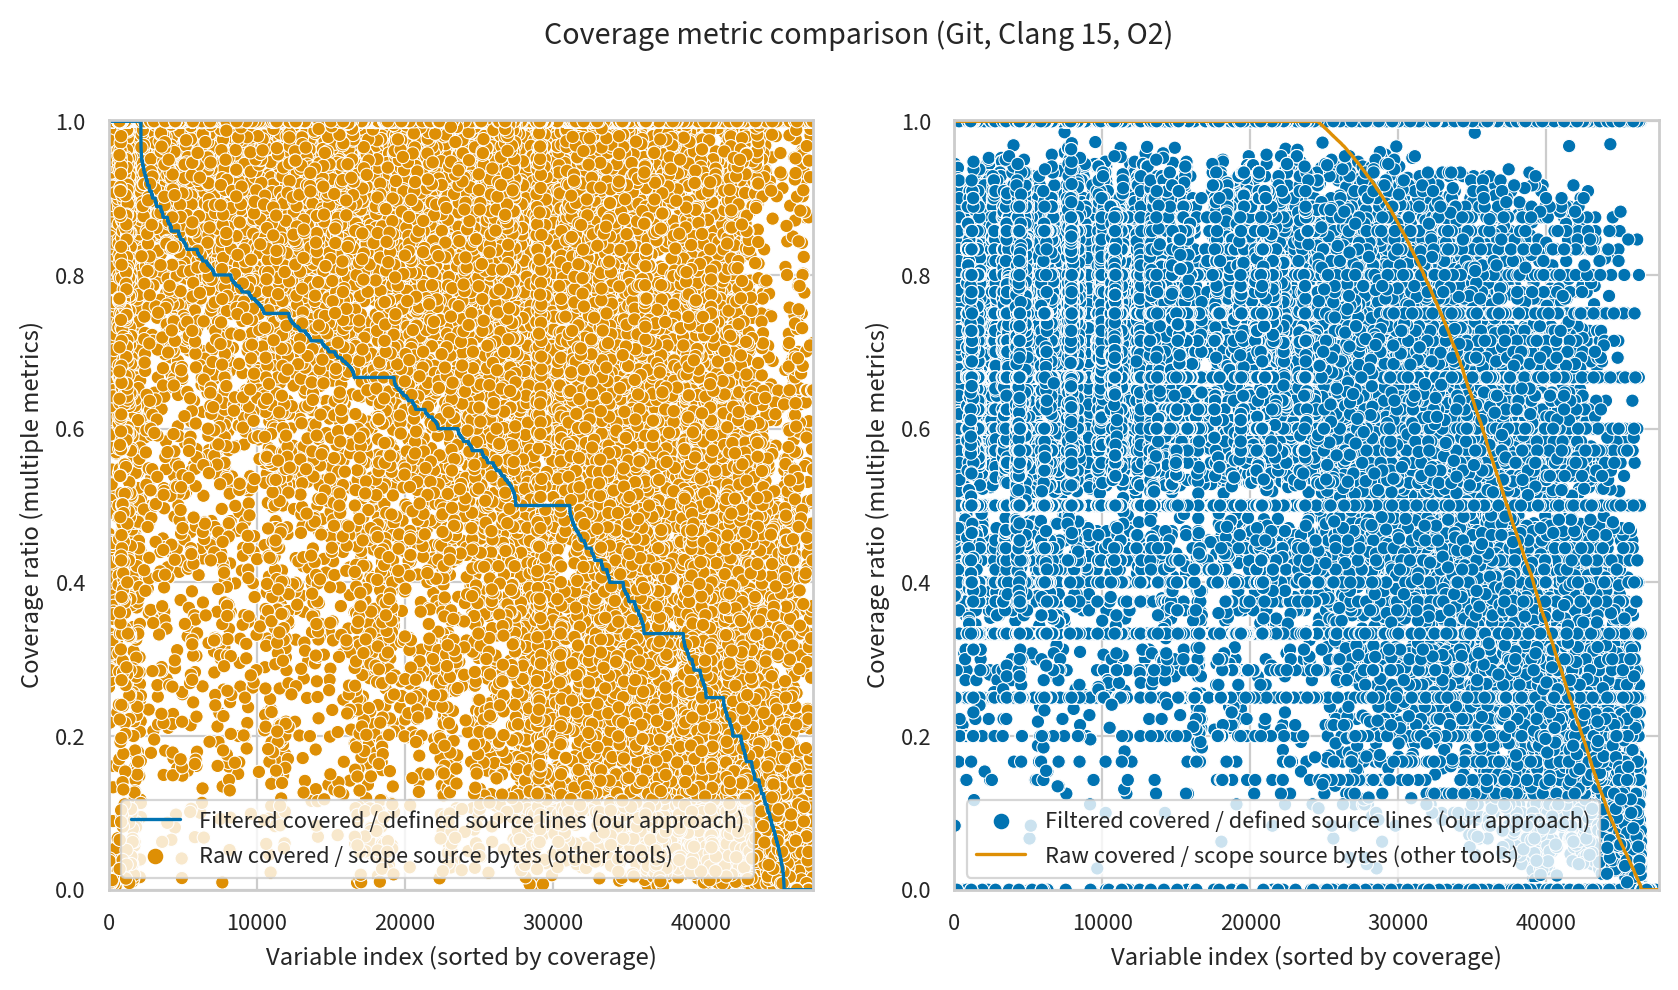 Coverage metric comparison (Git, Clang 15, O2)
Coverage ratio (multiple metrics)
1.0
0.8
0.6
0.4
0.2
0.0
Filtered covered / defined source lines (our approach)
Raw covered / scope source bytes (other tools)
0 10000 20000 30000 40000
Variable index (sorted by coverage)
Coverage ratio (multiple metrics)
1.0
0.8
0.6
0.4
0.2
0.0
Filtered covered / defined source lines (our approach)
Raw covered / scope source bytes (other tools)
0 10000 20000 30000 40000
Variable index (sorted by coverage)